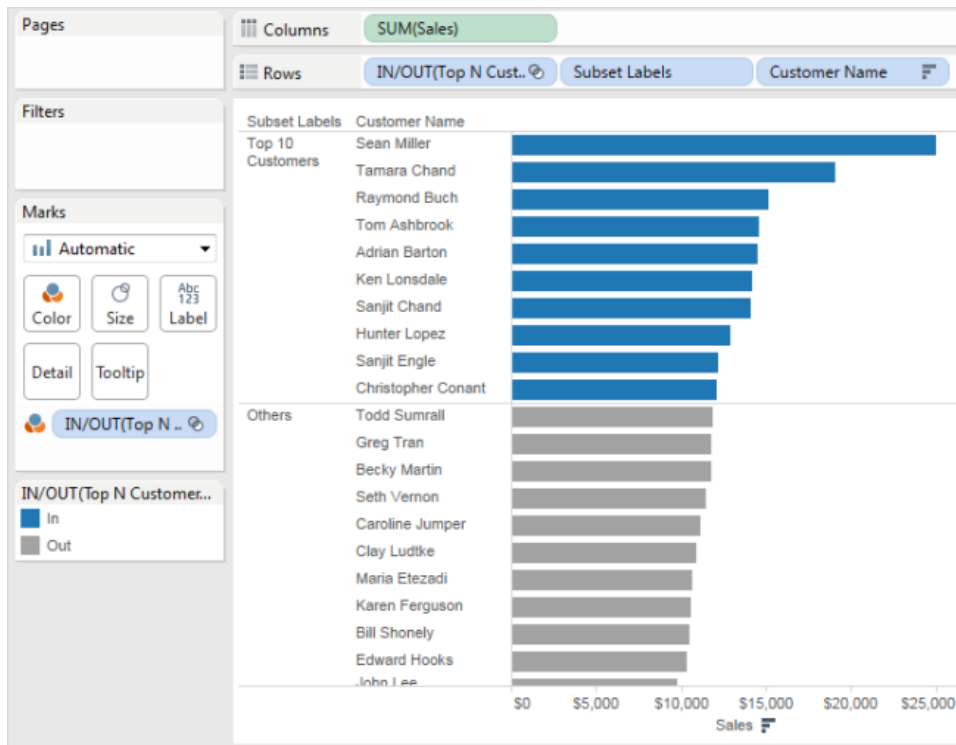 Pages
Columns SUM(Sales)
Rows IN/OUT(Top N Cust.. Subset Labels Customer Name
Filters
Marks
Automatic
Color Size Abc 123 Label
Detail Tooltip
IN/OUT(Top N ..
IN/OUT(Top N Customer...
In
Out
Subset Labels Customer Name
Top 10 Customers
Sean Miller
Tamara Chand
Raymond Buch
Tom Ashbrook
Adrian Barton
Ken Lonsdale
Sanjit Chand
Hunter Lopez
Sanjit Engle
Christopher Conant
Others
Todd Sumrall
Greg Tran
Becky Martin
Seth Vernon
Caroline Jumper
Clay Ludtke
Maria Etezadi
Karen Ferguson
Bill Shonely
Edward Hooks
John Lee
$0 $5,000 $10,000 $15,000 $20,000 $25,000
Sales